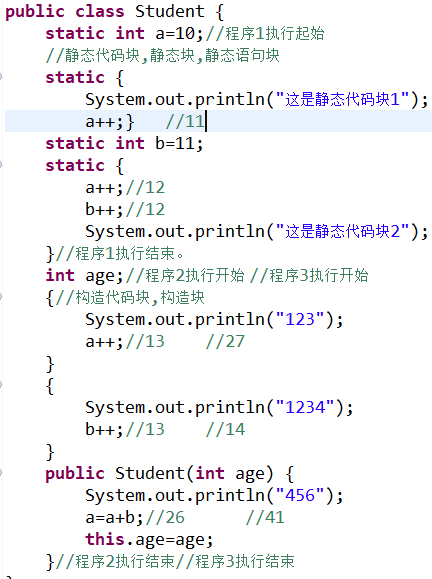 public class Student {
static int a=10;//程序1执行起始
//静态代码块,静态块,静态语句块
static {
System.out.println("这是静态代码块1");
a++;} //11
static int b=11;
static {
a++;//12
b++;//12
System.out.println("这是静态代码块2");
}//程序1执行结束。
int age;//程序2执行开始 //程序3执行开始
{//构造代码块,构造块
System.out.println("123");
a++;//13 //27
}
{
System.out.println("1234");
b++;//13 //14
}
public Student(int age) {
System.out.println("456");
a=a+b;//26 //41
this.age=age;
}//程序2执行结束//程序3执行结束